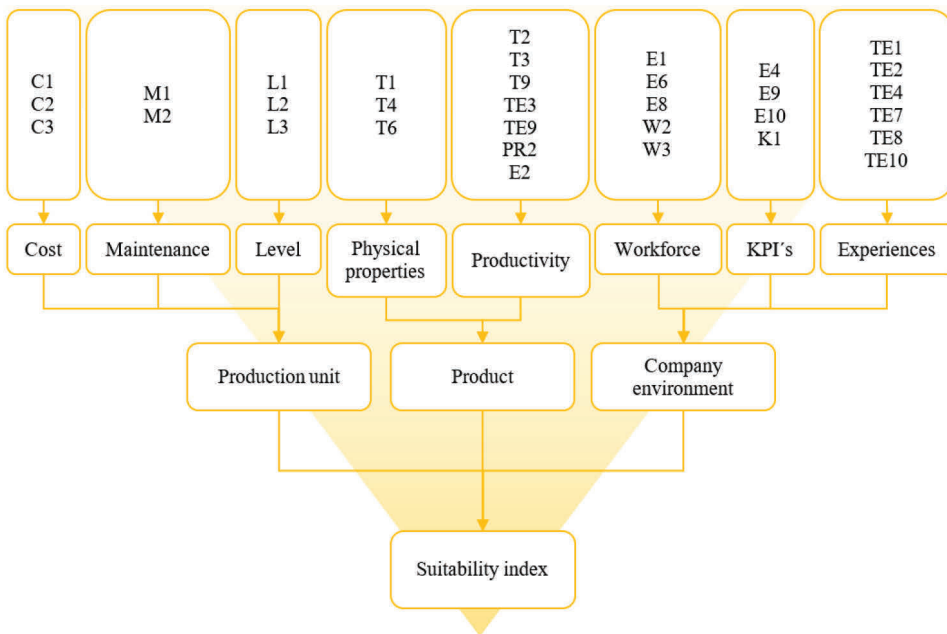 C1
C2
C3
M1
M2
L1
L2
L3
T1
T4
T6
T2
T3
T9
TE3
TE9
PR2
E2
E1
E6
E8
W2
W3
E4
E9
E10
K1
TE1
TE2
TE4
TE7
TE8
TE10
Cost
Maintenance
Level
Physical
properties
Productivity
Workforce
KPI´s
Experiences
Production unit
Product
Company
environment
Suitability index